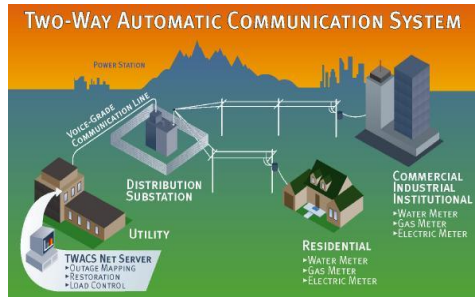 TWO-WAY AUTOMATIC COMMUNICATION SYSTEM
POWER STATION
VOICE-GRADE
COMMUNICATION LINE
DISTRIBUTION
SUBSTATION
UTILITY
TWACS NET SERVER
▸OUTAGE MAPPING
▸RESTORATION
▸LOAD CONTROL
RESIDENTIAL
▸WATER METER
▸GAS METER
▸ELECTRIC METER
COMMERCIAL
INDUSTRIAL
INSTITUTIONAL
▸WATER METER
▸GAS METER
▸ELECTRIC METER